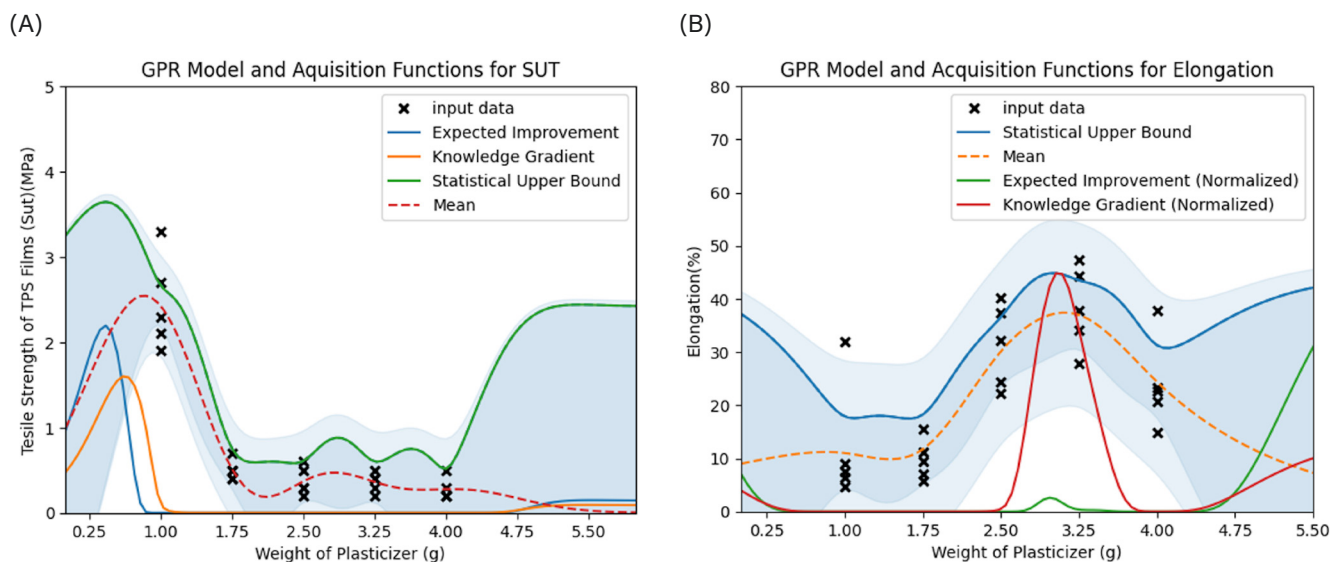 (A)
GPR Model and Aquisition Functions for SUT
Tesile Strength of TPS Films (Sut)(MPa)
5
4
3
2
1
0
input data
Expected Improvement
Knowledge Gradient
Statistical Upper Bound
Mean
0.25 1.00 1.75 2.50 3.25 4.00 4.75 5.50
Weight of Plasticizer (g)
(B)
GPR Model and Acquisition Functions for Elongation
Elongation(%)
80
70
60
50
40
30
20
10
0
input data
Statistical Upper Bound
Mean
Expected Improvement (Normalized)
Knowledge Gradient (Normalized)
0.25 1.00 1.75 2.50 3.25 4.00 4.75 5.50
Weight of Plasticizer (g)